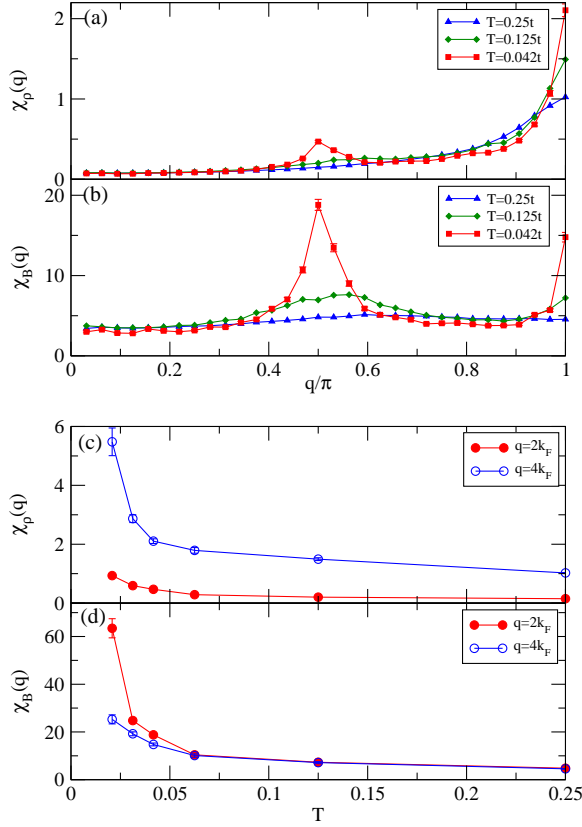 (a)
T=0.25t
T=0.125t
T=0.042t
χρ(q)
2
1
0
(b)
T=0.25t
T=0.125t
T=0.042t
χB(q)
20
10
5
0
0 0.2 0.4 0.6 0.8 1
q/π
(c)
q=2kF
q=4kF
χρ(q)
6
4
2
0
(d)
q=2kF
q=4kF
χB(q)
60
40
20
0
0 0.05 0.1 0.15 0.2 0.25
T